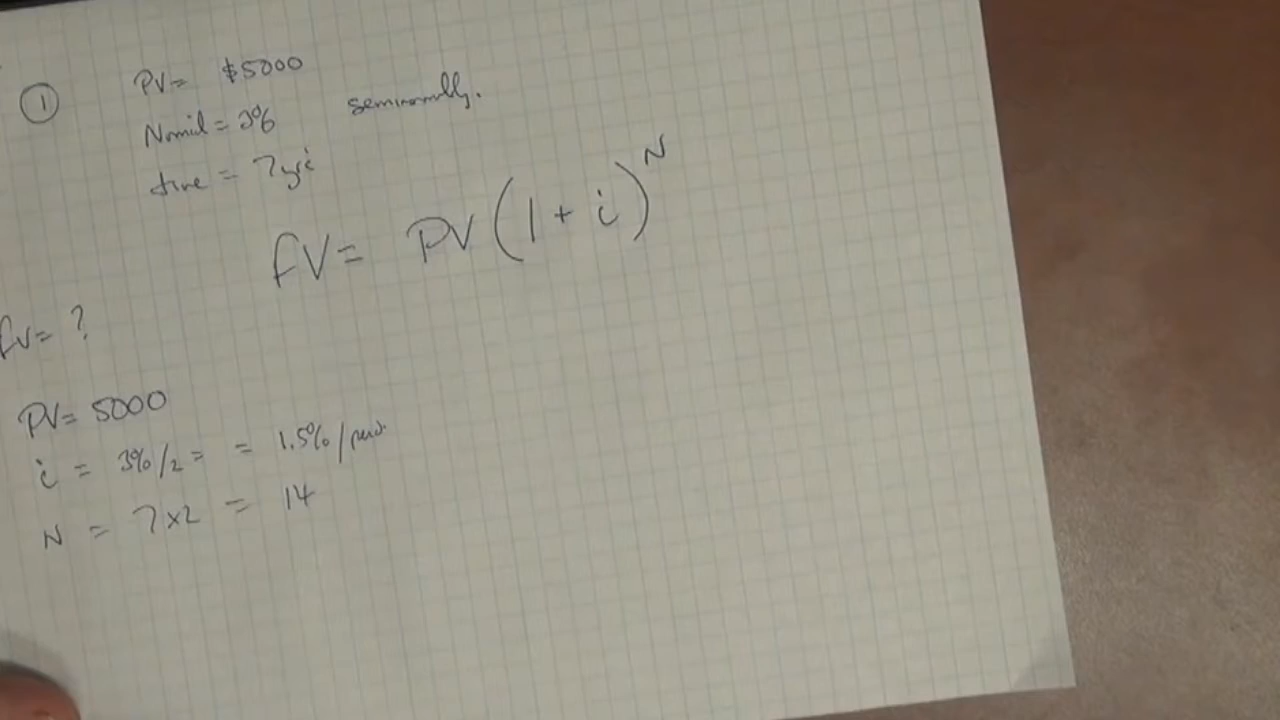 ① PV= $5000
Nominal = 3% semiannually.
time = 7 yrs
FV= PV(1 + i)^N
FV= ?
PV= 5000
i = 3%/2 = = 1.5%/period
N = 7×2 = 14